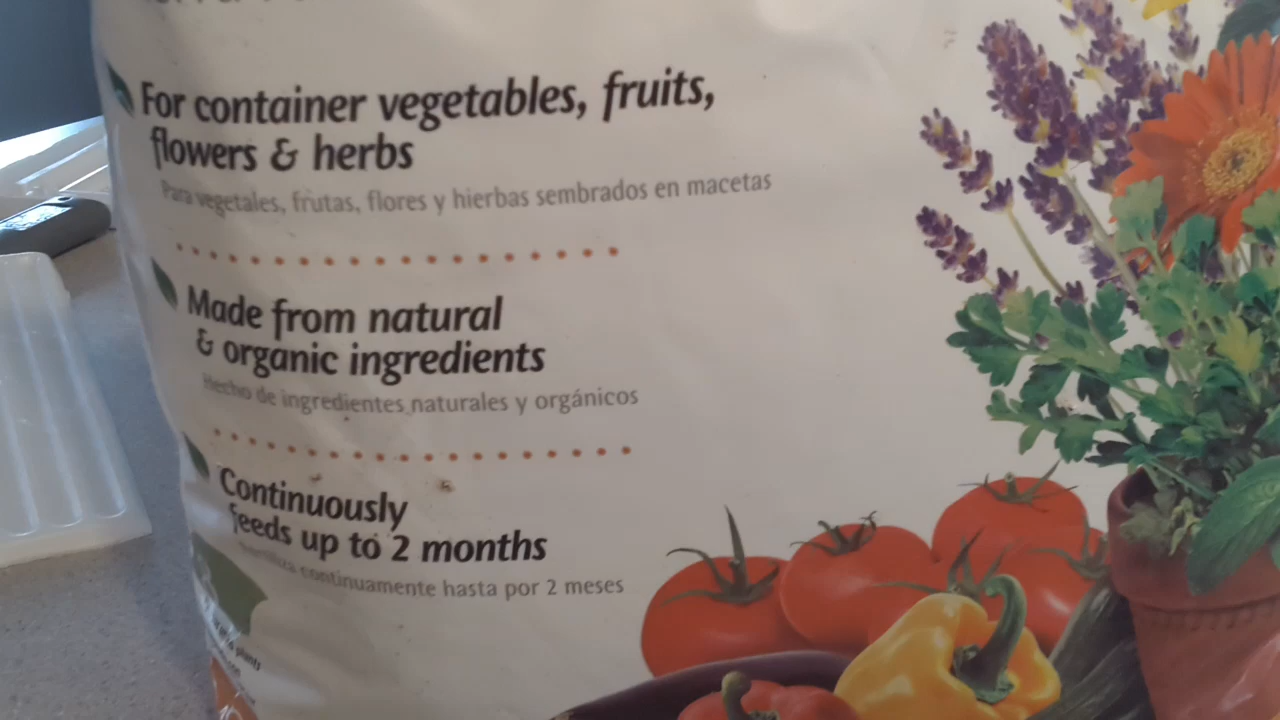 For container vegetables, fruits,
flowers & herbs
Para vegetales, frutas, flores y hierbas sembrados en macetas
Made from natural
& organic ingredients
Hecho de ingredientes naturales y orgánicos
Continuously
feeds up to 2 months
continuamente hasta por 2 meses
plants